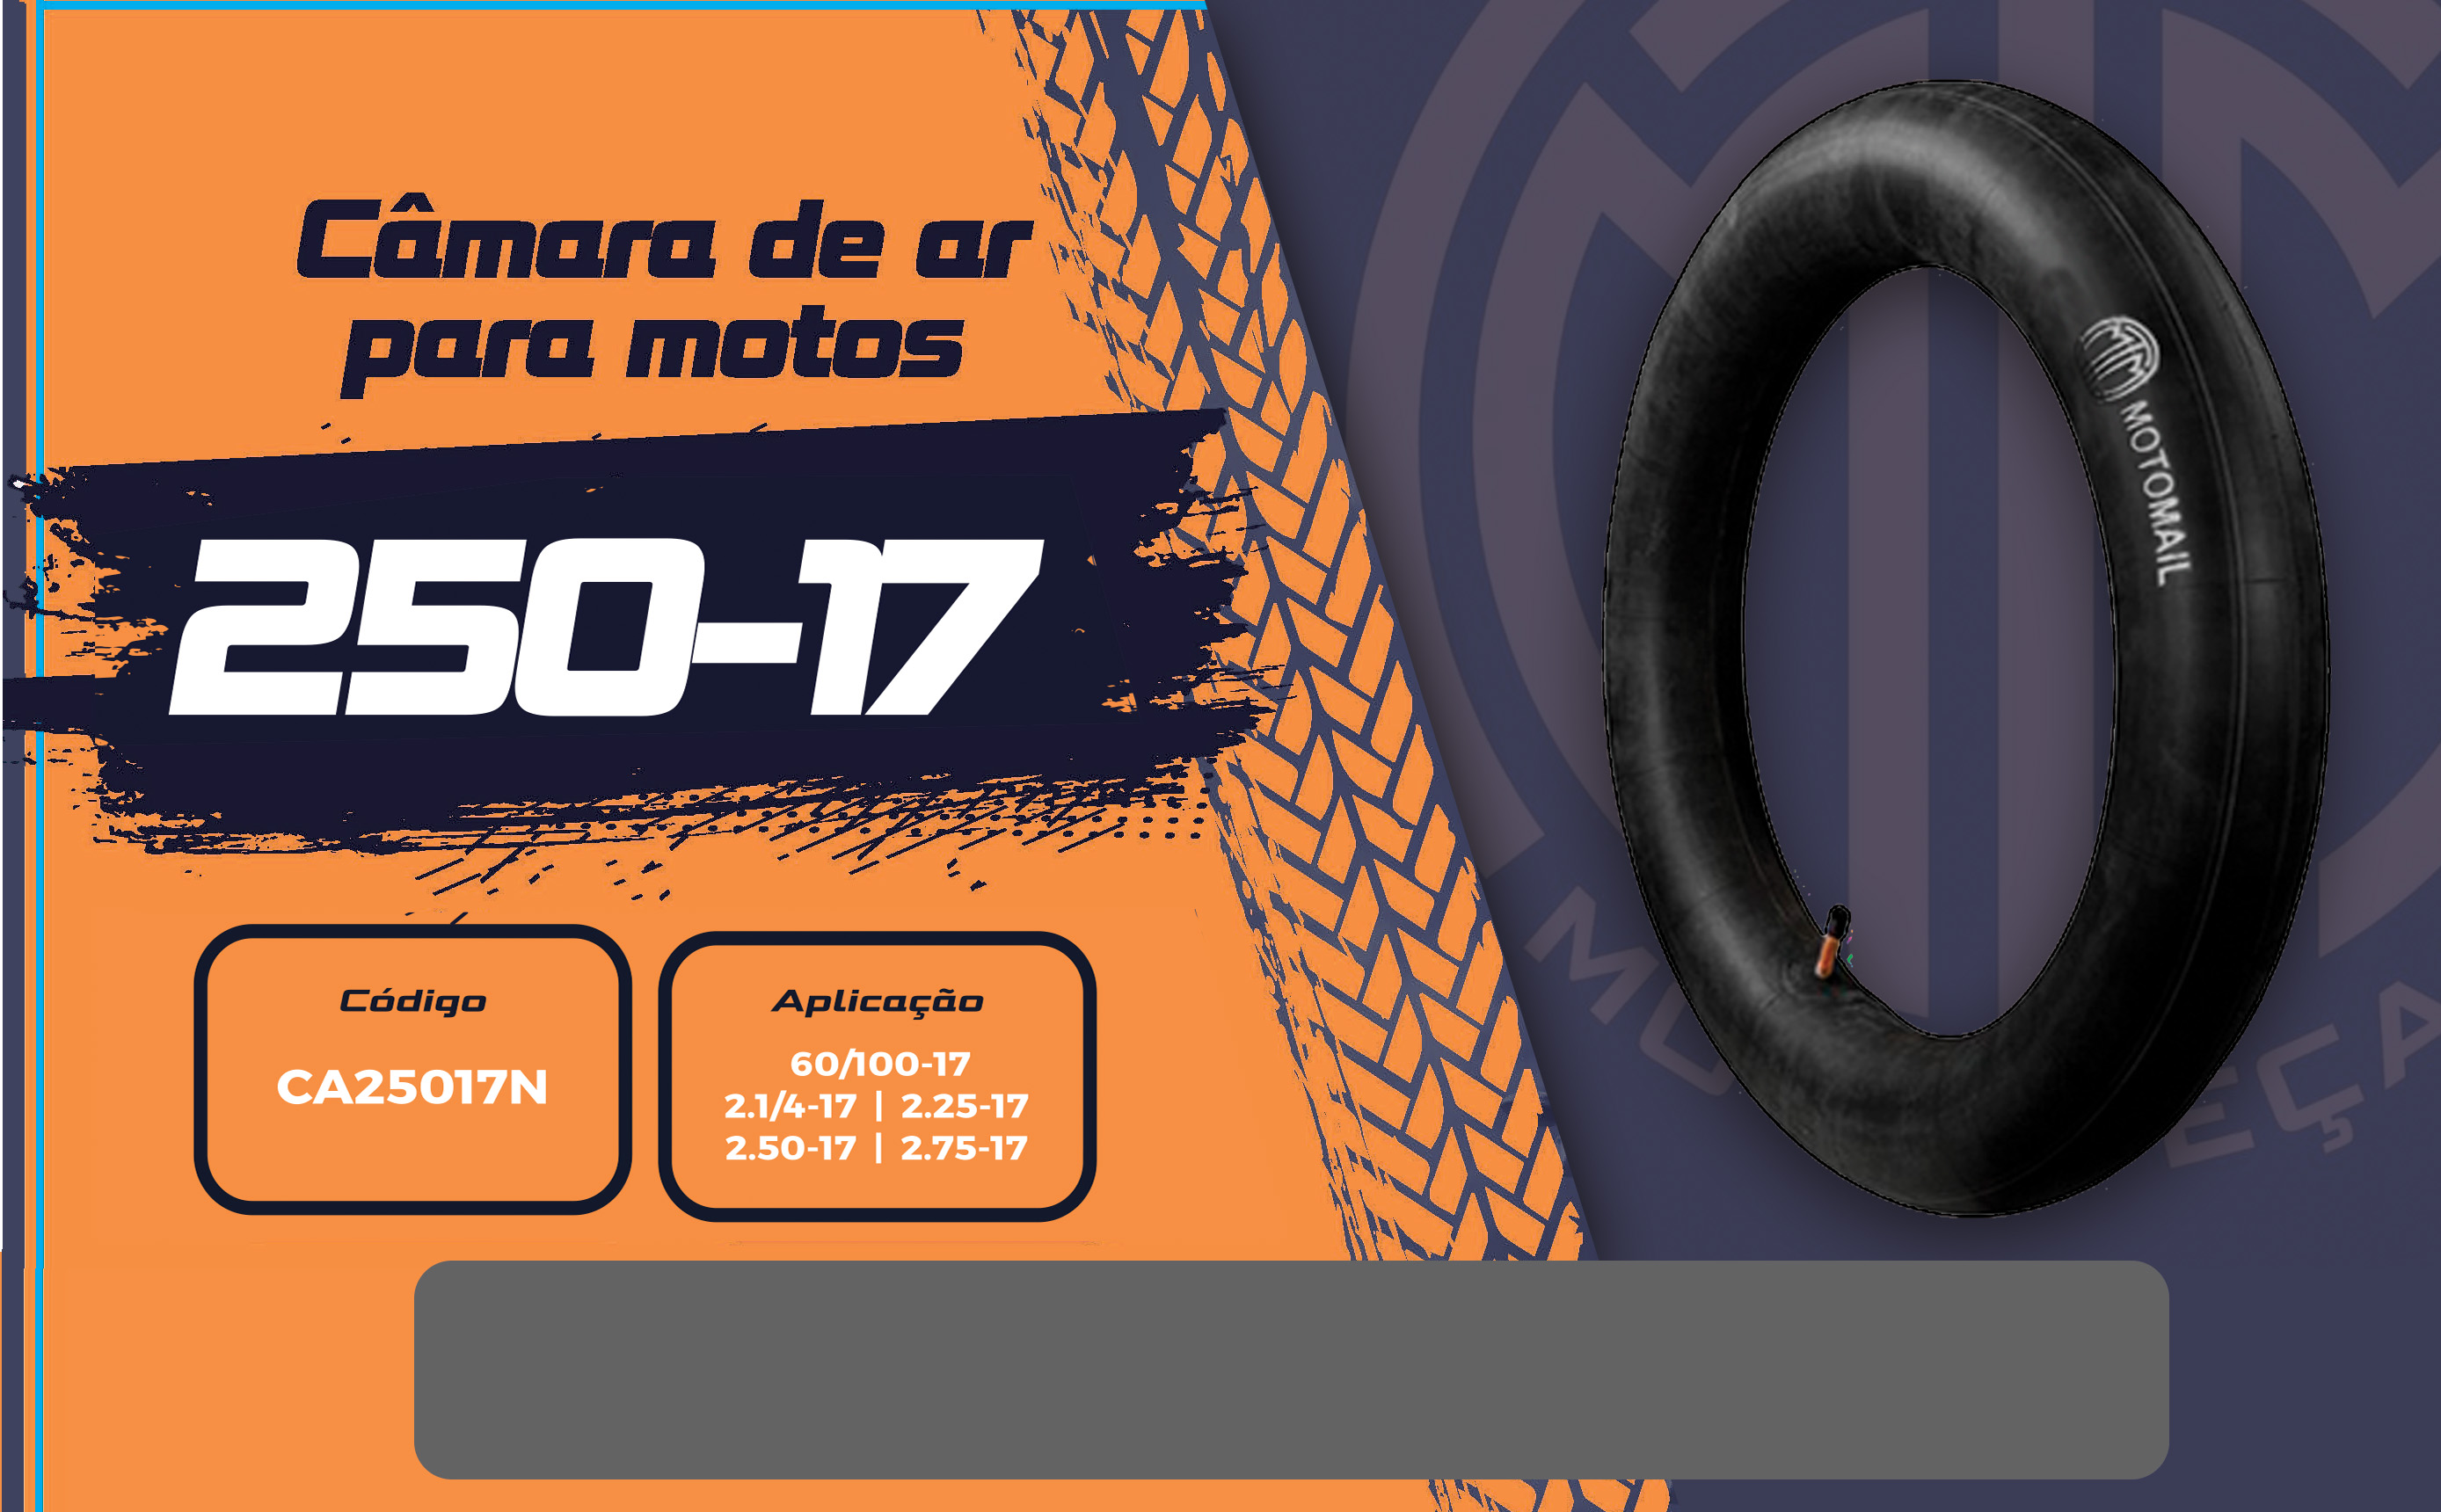 Câmara de ar
para motos
250-17
Código
CA25017N
Aplicação
60/100-17
2.1/4-17 | 2.25-17
2.50-17 | 2.75-17
MOTOMAIL